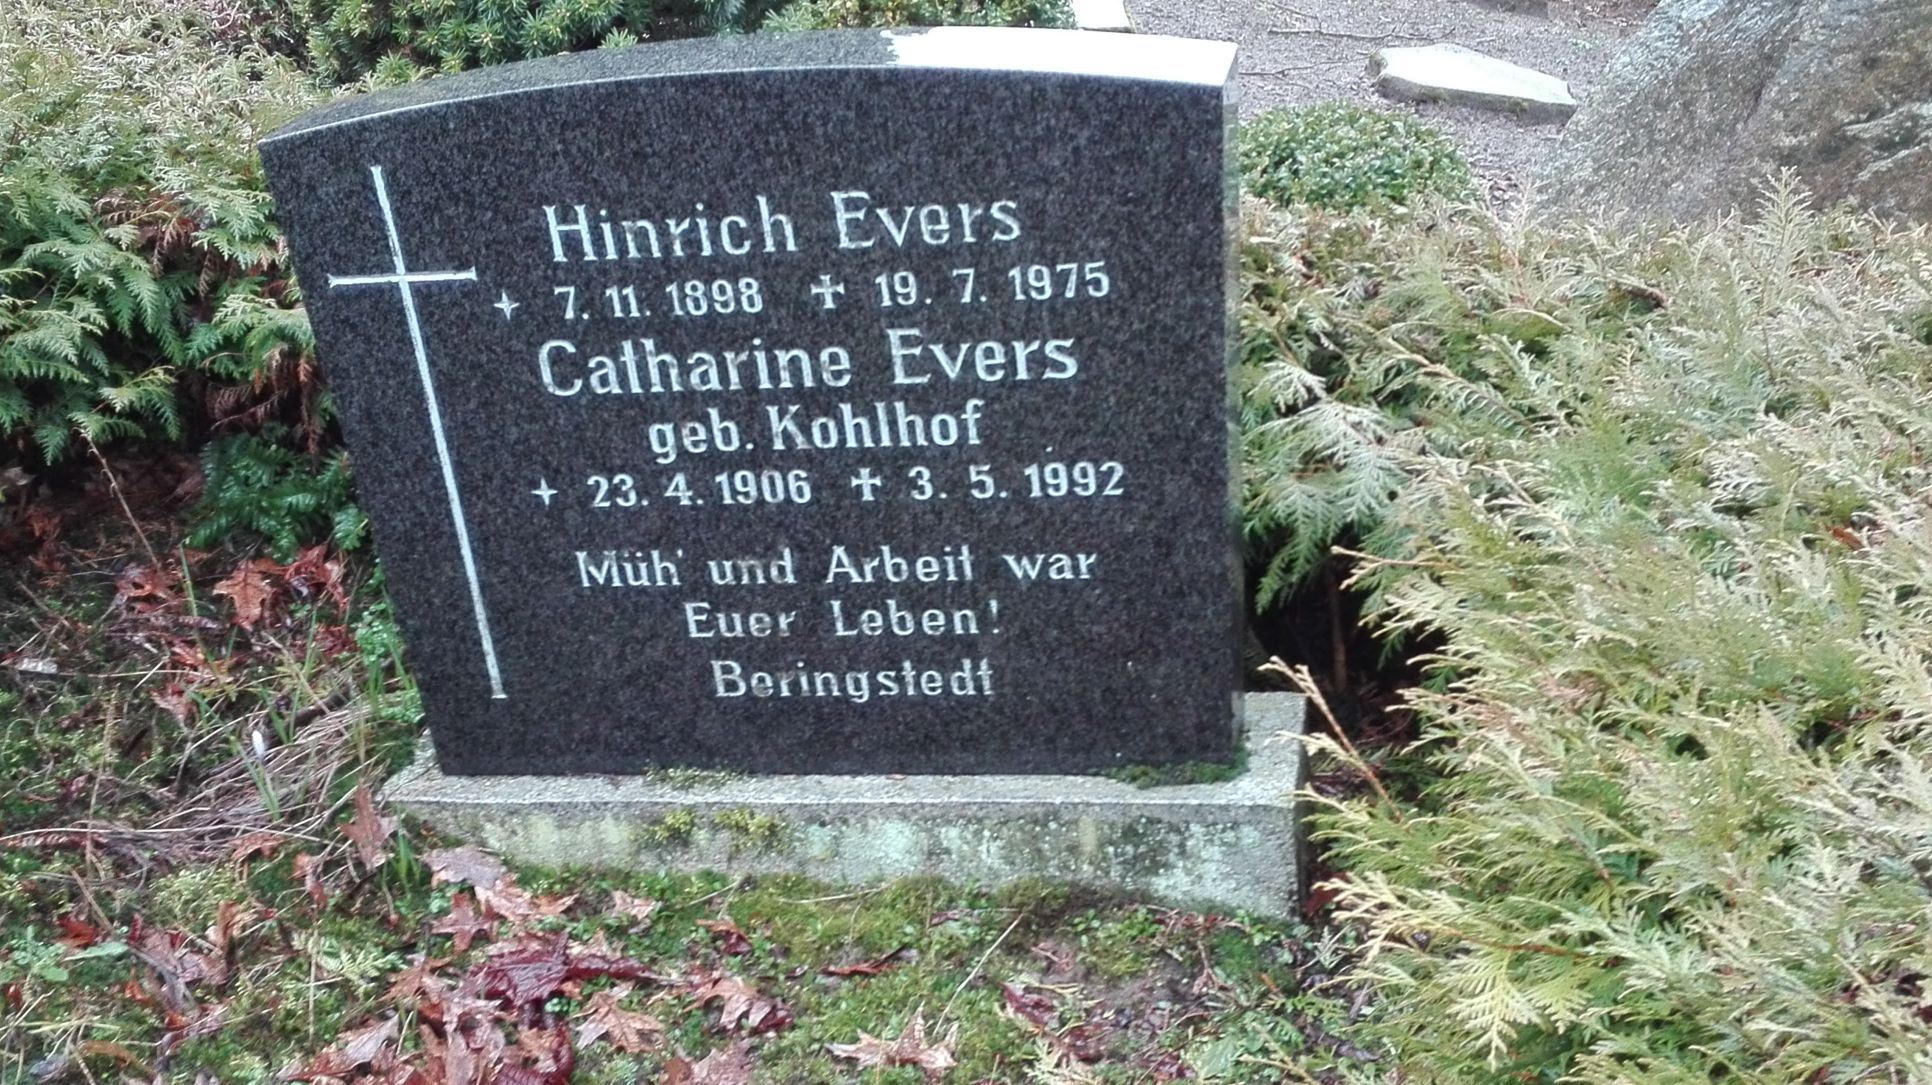 Hinrich Evers
✦ 7. 11. 1898 ✝ 19. 7. 1975
Catharine Evers
geb. Kohlhof
✦ 23. 4. 1906 ✝ 3. 5. 1992
Müh' und Arbeit war
Euer Leben!
Beringstedt